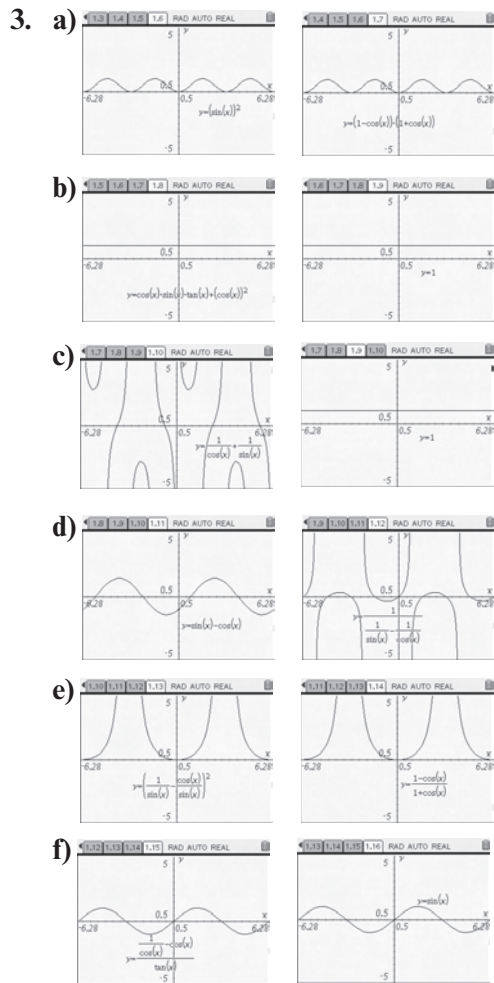 3. a)
1.3 1.4 1.5 1.6 RAD AUTO REAL
5 y
0.5 x
-6.28 0.5 6.28
y=(sin(x))²
-5
1.4 1.5 1.6 1.7 RAD AUTO REAL
5 y
0.5 x
-6.28 0.5 6.28
y=(1-cos(x))·(1+cos(x))
-5
b)
1.5 1.6 1.7 1.8 RAD AUTO REAL
5 y
0.5 x
-6.28 0.5 6.28
y=cos(x)·sin(x)·tan(x)+(cos(x))²
-5
1.6 1.7 1.8 1.9 RAD AUTO REAL
5 y
0.5 x
-6.28 0.5 6.28
y=1
-5
c)
1.7 1.8 1.9 1.10 RAD AUTO REAL
5 y
0.5 x
-6.28 0.5 6.28
y=1/cos(x)+1/sin(x)
-5
1.7 1.8 1.9 1.10 RAD AUTO REAL
5 y
0.5 x
-6.28 0.5 6.28
y=1
-5
d)
1.8 1.9 1.10 1.11 RAD AUTO REAL
5 y
0.5 x
-6.28 0.5 6.28
y=sin(x)-cos(x)
-5
1.9 1.10 1.11 1.12 RAD AUTO REAL
5 y
0.5 x
-6.28 0.5 6.28
y=1/(1/sin(x)-1/cos(x))
-5
e)
1.10 1.11 1.12 1.13 RAD AUTO REAL
5 y
0.5 x
-6.28 0.5 6.28
y=(1/sin(x)-cos(x)/sin(x))²
-5
1.11 1.12 1.13 1.14 RAD AUTO REAL
5 y
0.5 x
-6.28 0.5 6.28
y=(1-cos(x))/(1+cos(x))
-5
f)
1.12 1.13 1.14 1.15 RAD AUTO REAL
5 y
0.5 x
-6.28 0.5 6.28
y=(1/cos(x)-cos(x))/tan(x)
-5
1.13 1.14 1.15 1.16 RAD AUTO REAL
5 y
y=sin(x)
0.5 x
-6.28 0.5 6.28
-5